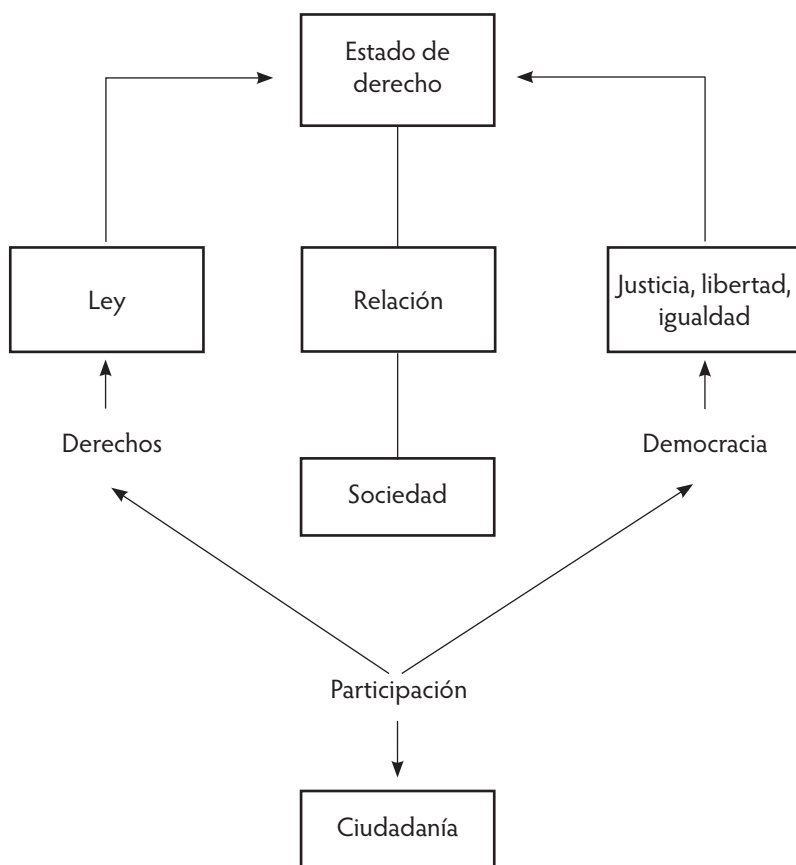 Estado de
derecho
Ley
Relación
Justicia, libertad,
igualdad
Derechos
Democracia
Sociedad
Participación
Ciudadanía